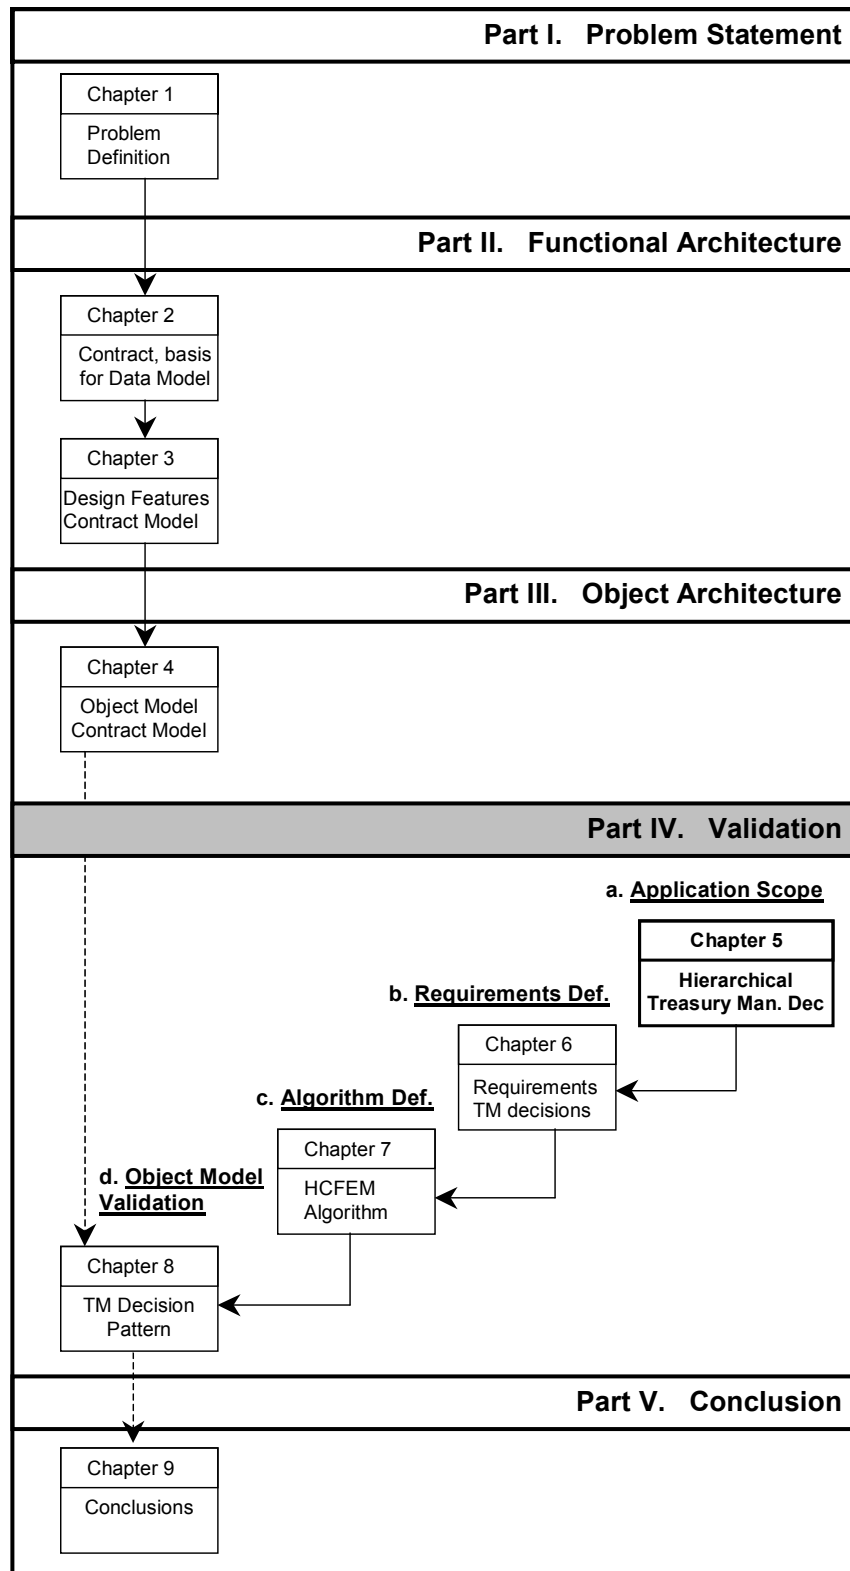 Part I.   Problem Statement
Chapter 1
Problem
Definition
Part II.   Functional Architecture
Chapter 2
Contract, basis
for Data Model
Chapter 3
Design Features
Contract Model
Part III.   Object Architecture
Chapter 4
Object Model
Contract Model
Part IV.   Validation
a. Application Scope
Chapter 5
Hierarchical
Treasury Man. Dec
b. Requirements Def.
Chapter 6
Requirements
TM decisions
c. Algorithm Def.
Chapter 7
HCFEM
Algorithm
d. Object Model
Validation
Chapter 8
TM Decision
Pattern
Part V.   Conclusion
Chapter 9
Conclusions